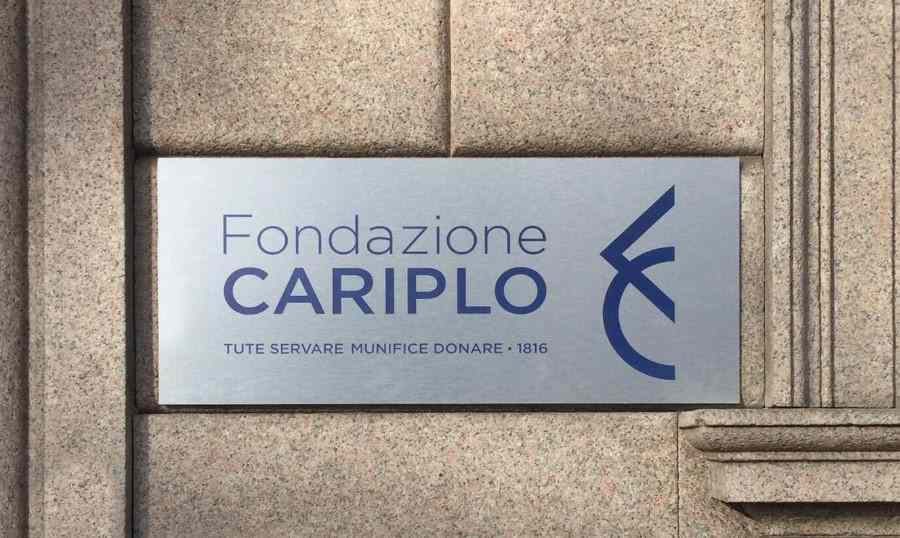 Fondazione
CARIPLO
TUTE SERVARE MUNIFICE DONARE • 1816